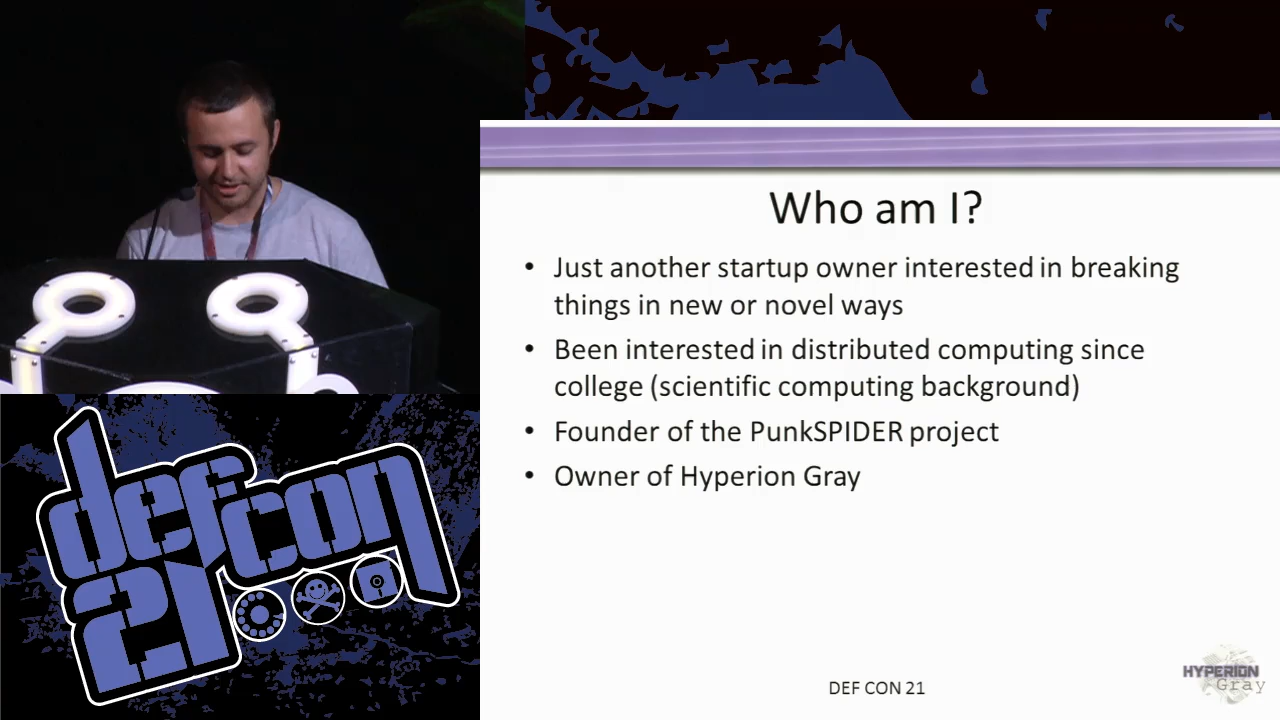 Who am I?
• Just another startup owner interested in breaking
things in new or novel ways
• Been interested in distributed computing since
college (scientific computing background)
• Founder of the PunkSPIDER project
• Owner of Hyperion Gray
defcon
21
DEF CON 21
HYPERION
Gray